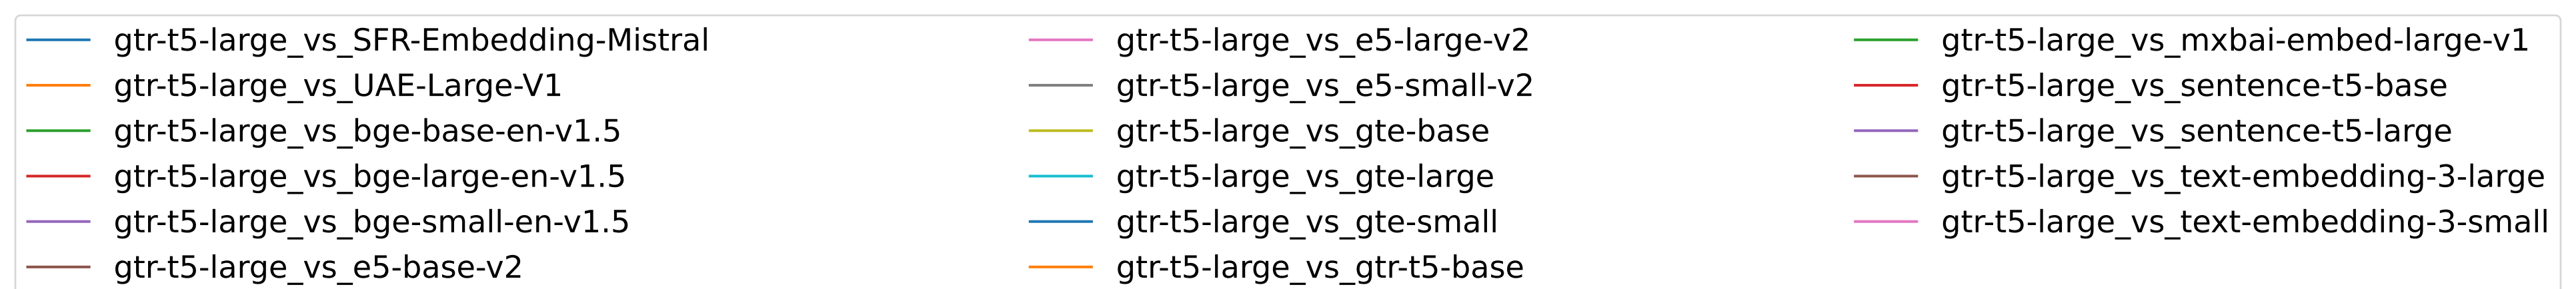 gtr-t5-large_vs_SFR-Embedding-Mistral
gtr-t5-large_vs_UAE-Large-V1
gtr-t5-large_vs_bge-base-en-v1.5
gtr-t5-large_vs_bge-large-en-v1.5
gtr-t5-large_vs_bge-small-en-v1.5
gtr-t5-large_vs_e5-base-v2
gtr-t5-large_vs_e5-large-v2
gtr-t5-large_vs_e5-small-v2
gtr-t5-large_vs_gte-base
gtr-t5-large_vs_gte-large
gtr-t5-large_vs_gte-small
gtr-t5-large_vs_gtr-t5-base
gtr-t5-large_vs_mxbai-embed-large-v1
gtr-t5-large_vs_sentence-t5-base
gtr-t5-large_vs_sentence-t5-large
gtr-t5-large_vs_text-embedding-3-large
gtr-t5-large_vs_text-embedding-3-small